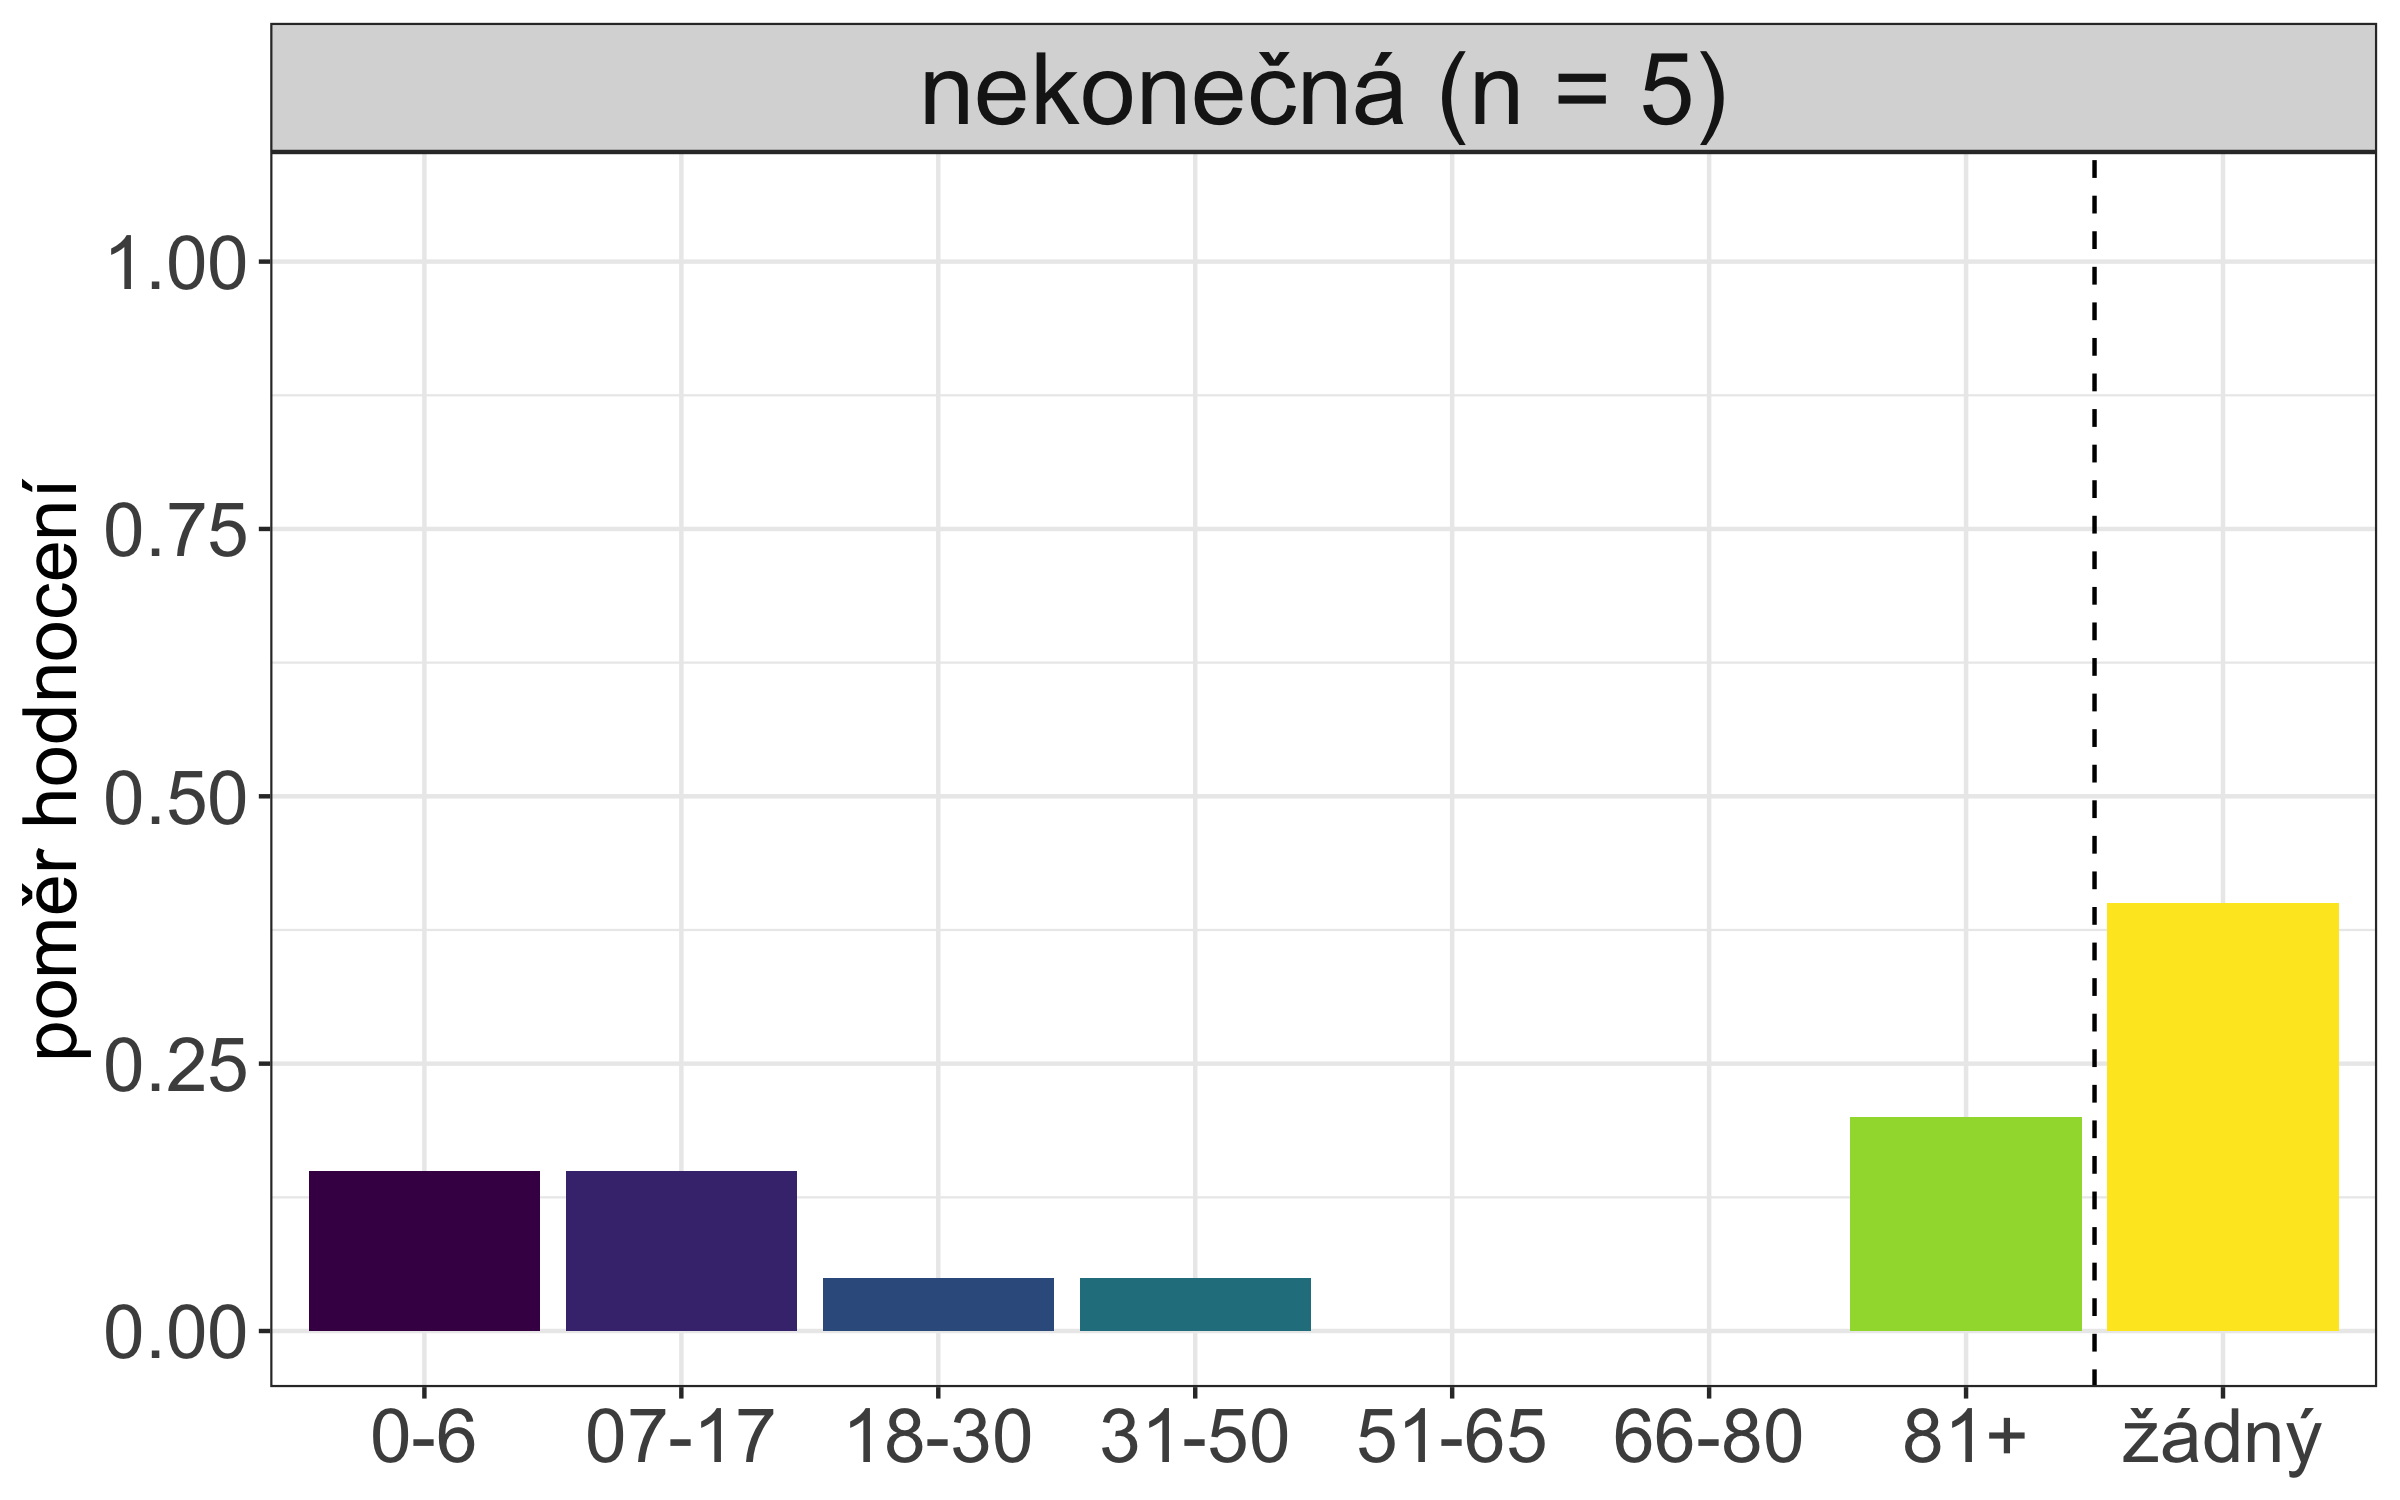 nekonečná (n = 5)
poměr hodnocení
1.00
0.75
0.50
0.25
0.00
0-6 07-17 18-30 31-50 51-65 66-80 81+ žádný